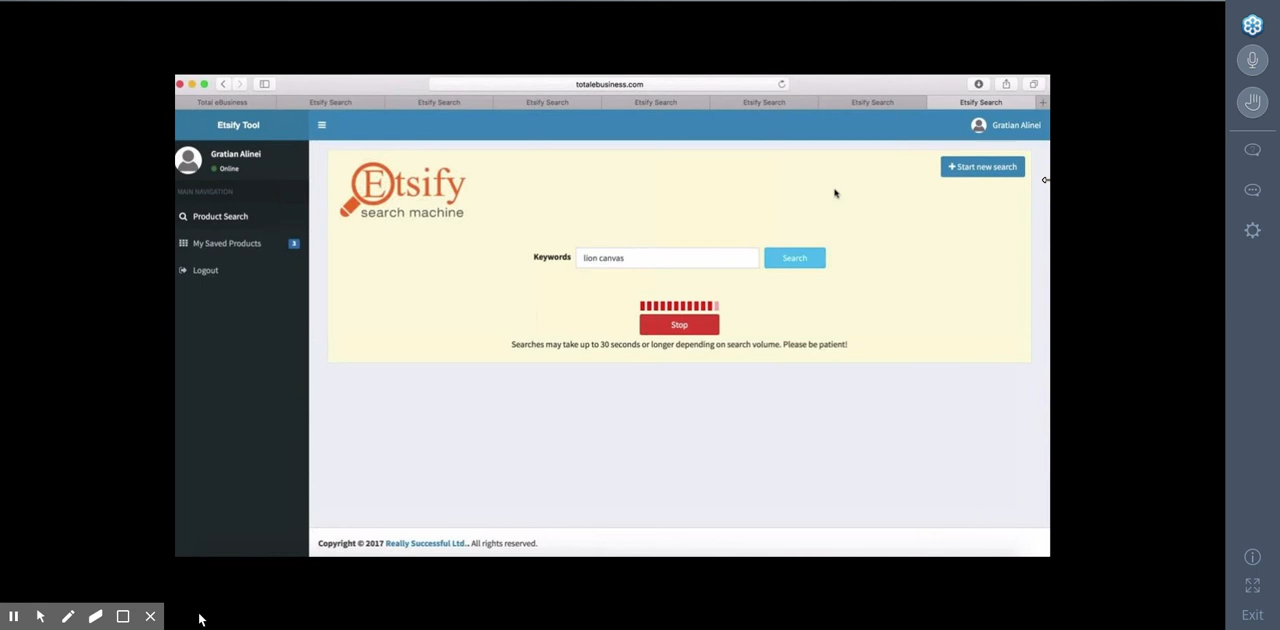 totalebusiness.com
Total eBusiness
Etsify Search
Etsify Search
Etsify Search
Etsify Search
Etsify Search
Etsify Search
Etsify Search
Etsify Tool
Gratian Alinei
Gratian Alinei
Online
MAIN NAVIGATION
Product Search
My Saved Products
3
Logout
Etsify
search machine
+ Start new search
Keywords
lion canvas
Search
Stop
Searches may take up to 30 seconds or longer depending on search volume. Please be patient!
Copyright © 2017 Really Successful Ltd.. All rights reserved.
Exit